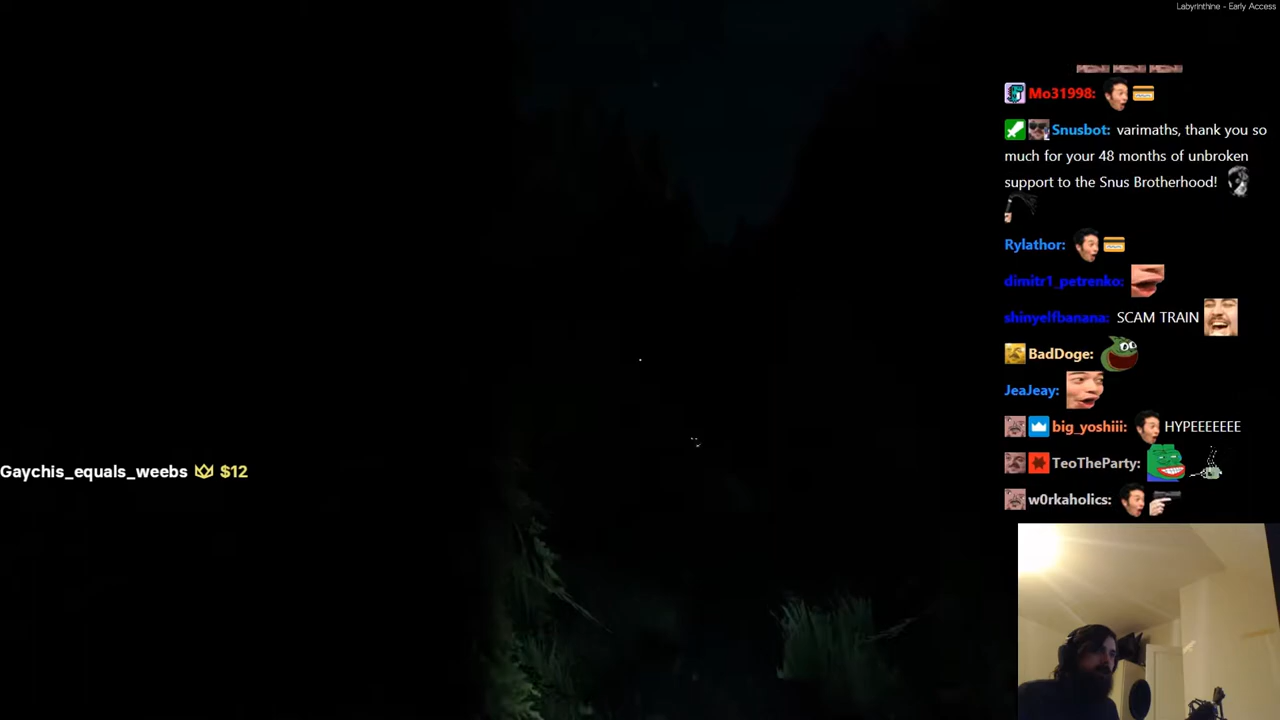 Labyrinthine - Early Access
Mo31998:
Snusbot: varimaths, thank you so
much for your 48 months of unbroken
support to the Snus Brotherhood!
Rylathor:
dimitr1_petrenko:
shinyelfbanana: SCAM TRAIN
BadDoge:
JeaJeay:
big_yoshiii: HYPEEEEEEE
TeoTheParty:
w0rkaholics:
Gaychis_equals_weebs $12